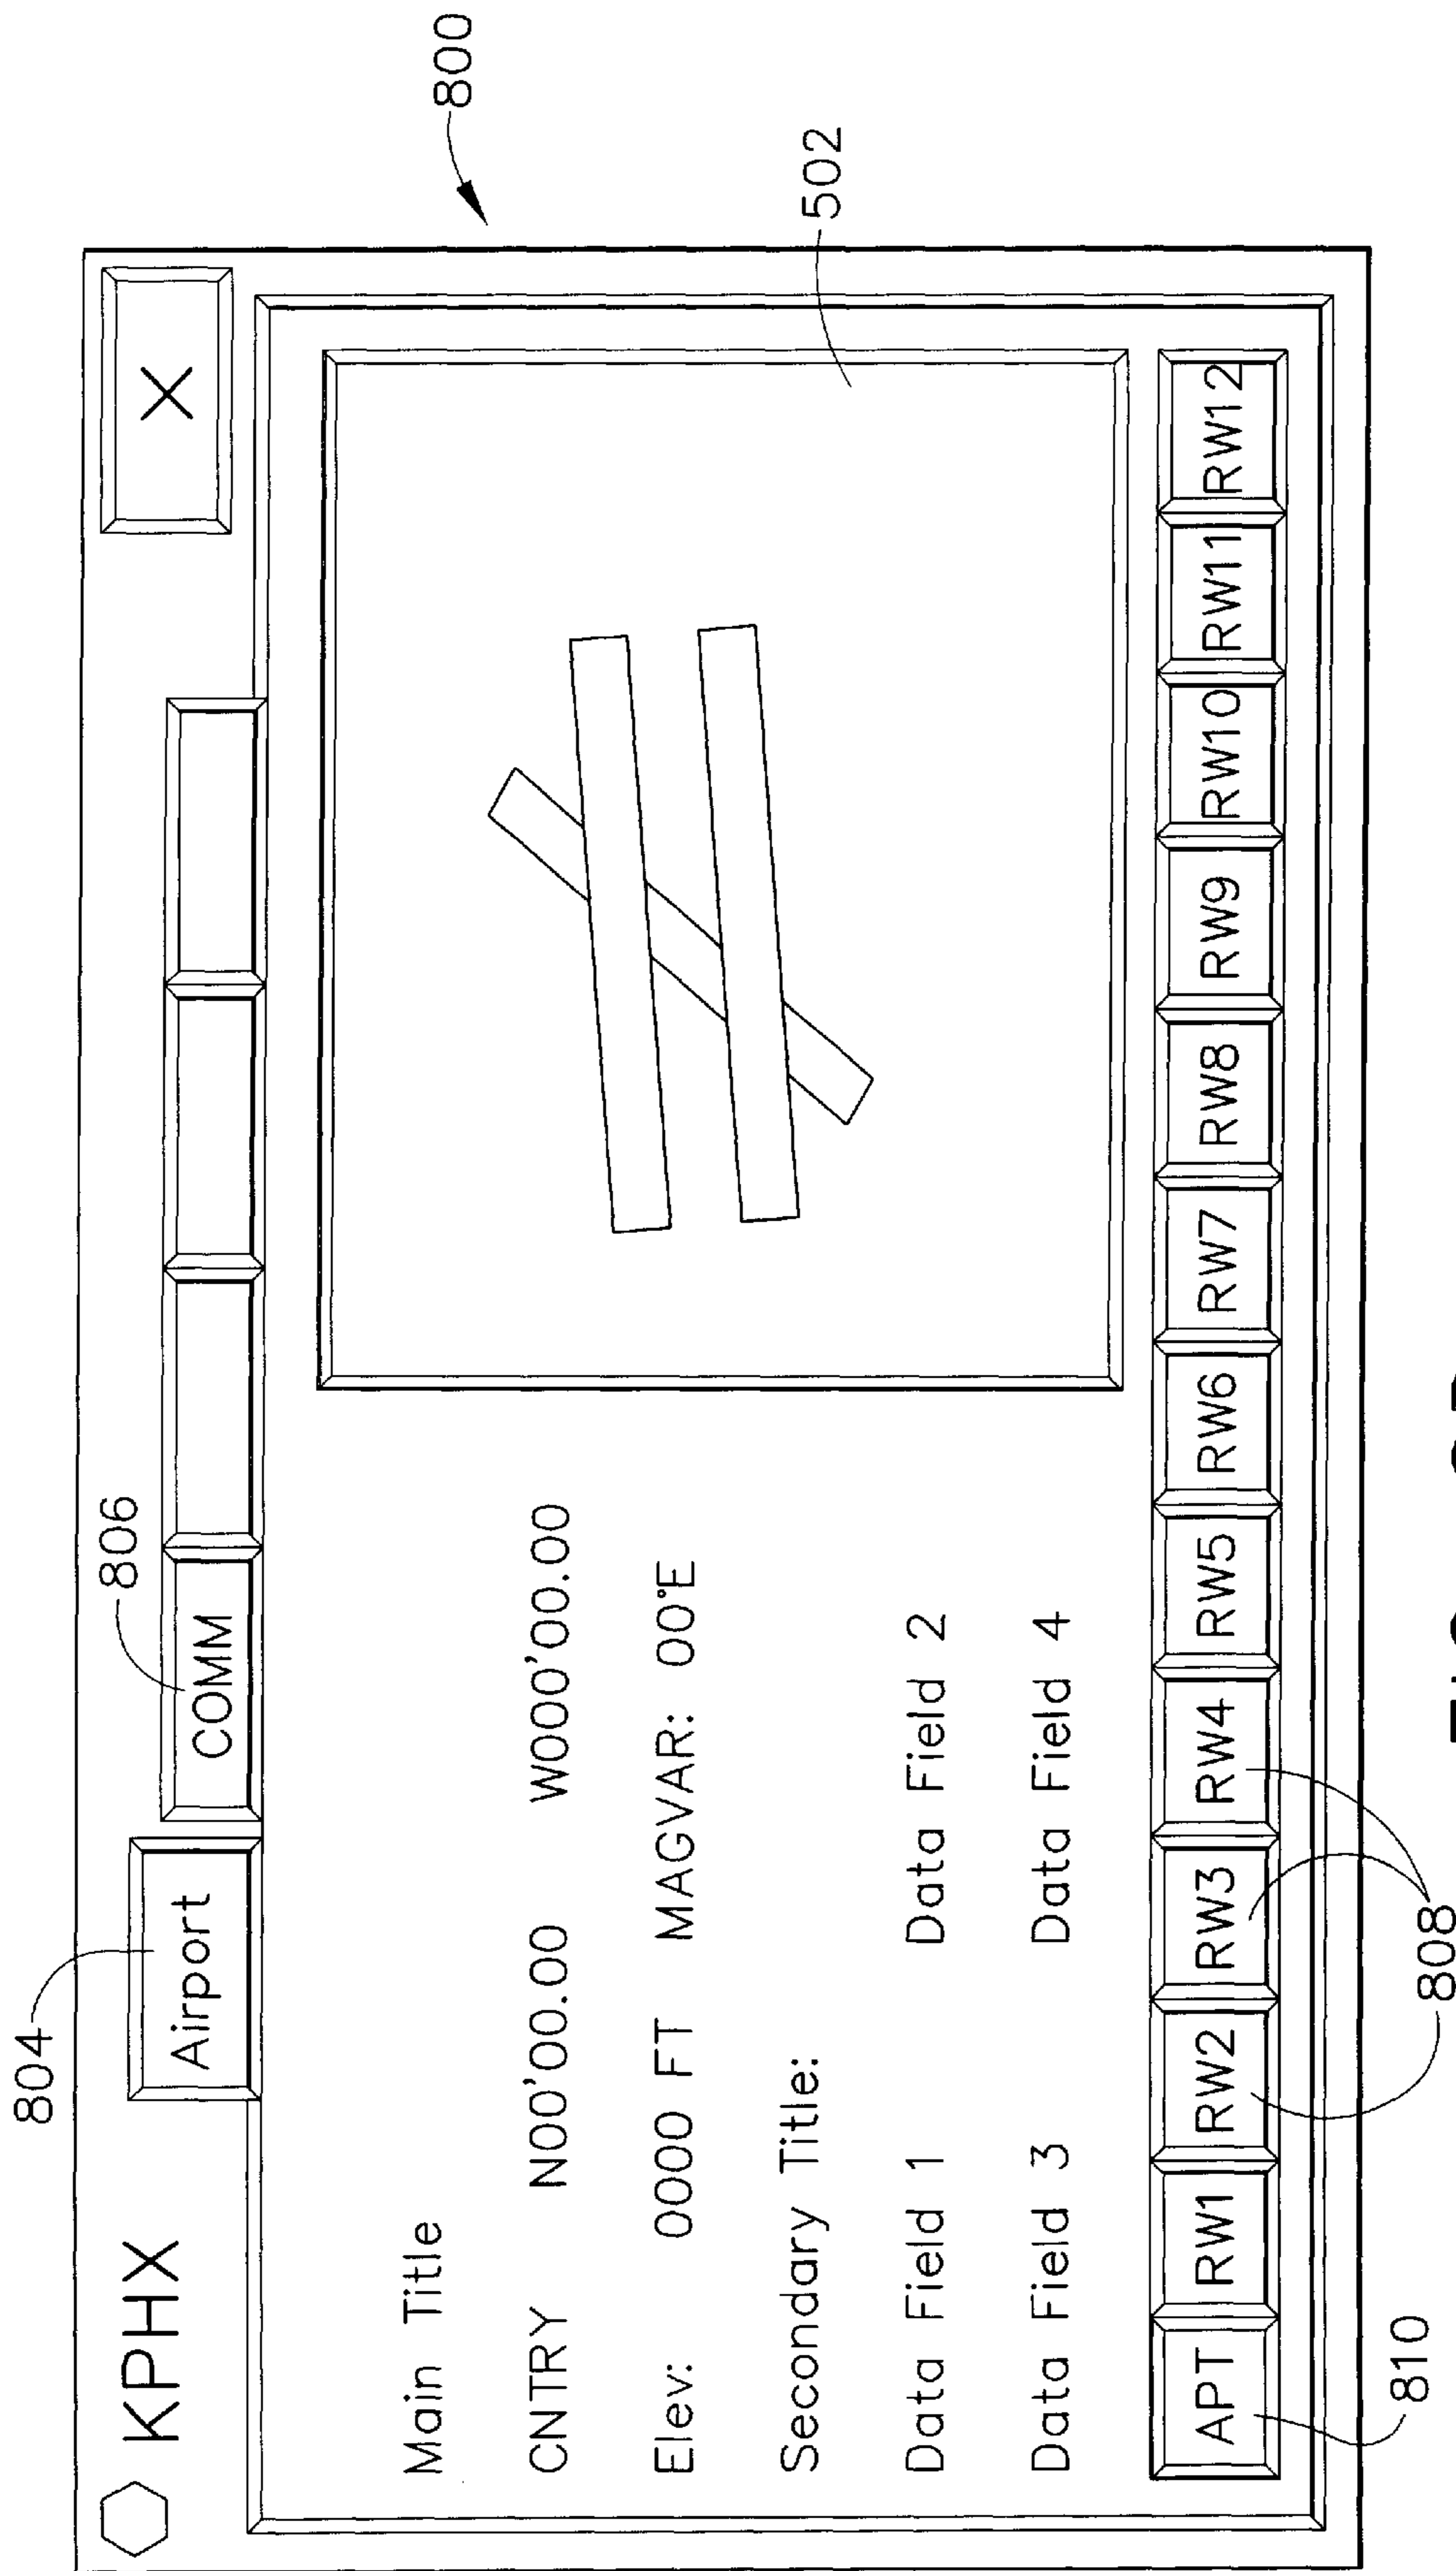 800
804
806
KPHX
X
Airport
COMM
502
Main Title
CNTRY N00'00.00 W000'00.00
Elev: 0000 FT MAGVAR: 00°E
Secondary Title:
Data Field 1 Data Field 2
Data Field 3 Data Field 4
APT RW1 RW2 RW3 RW4 RW5 RW6 RW7 RW8 RW9 RW10 RW11 RW12
810
808